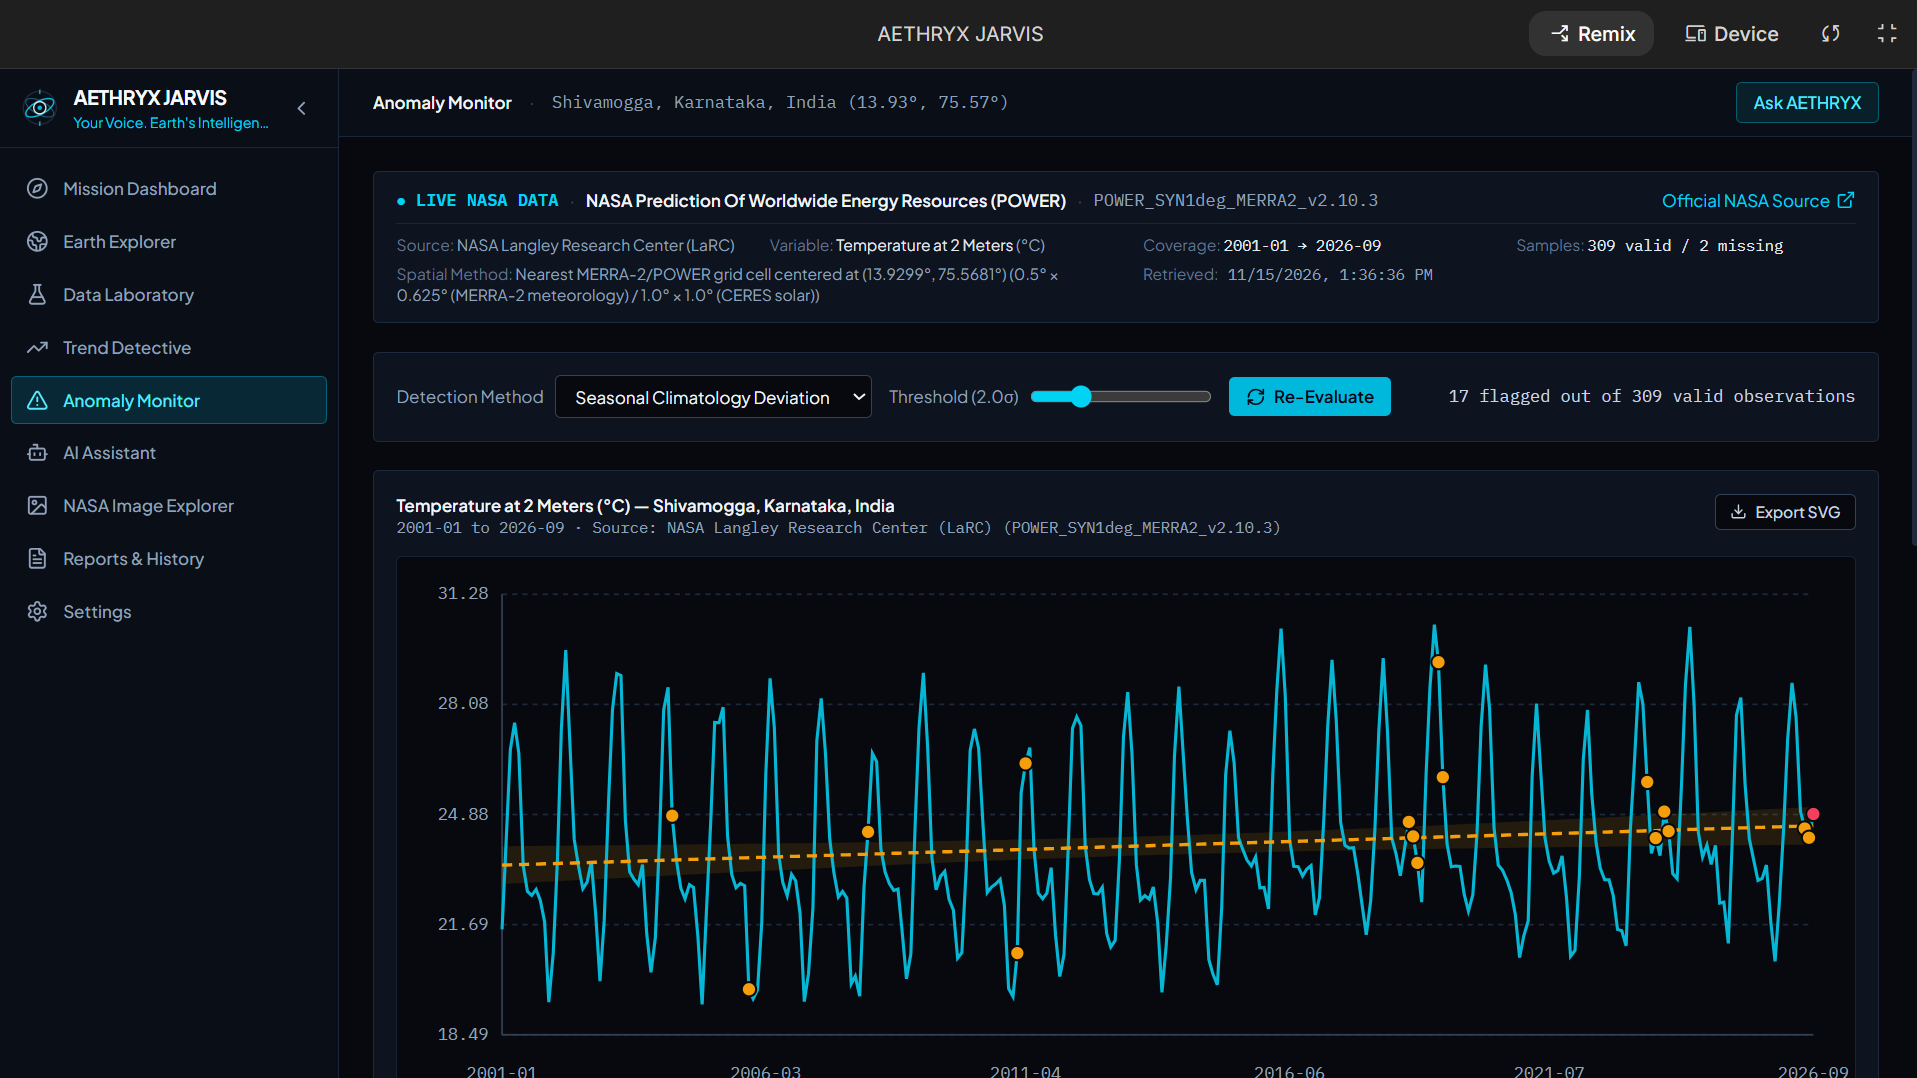 AETHRYX JARVIS
Remix
Device
AETHRYX JARVIS
Your Voice. Earth's Intelligen...
Mission Dashboard
Earth Explorer
Data Laboratory
Trend Detective
Anomaly Monitor
AI Assistant
NASA Image Explorer
Reports & History
Settings
Anomaly Monitor · Shivamogga, Karnataka, India (13.93°, 75.57°)
Ask AETHRYX
● LIVE NASA DATA · NASA Prediction Of Worldwide Energy Resources (POWER) · POWER_SYN1deg_MERRA2_v2.10.3
Official NASA Source
Source: NASA Langley Research Center (LaRC)
Variable: Temperature at 2 Meters (°C)
Coverage: 2001-01 → 2026-09
Samples: 309 valid / 2 missing
Spatial Method: Nearest MERRA-2/POWER grid cell centered at (13.9299°, 75.5681°) (0.5° ×
0.625° (MERRA-2 meteorology) / 1.0° × 1.0° (CERES solar))
Retrieved: 11/15/2026, 1:36:36 PM
Detection Method
Seasonal Climatology Deviation
Threshold (2.0σ)
Re-Evaluate
17 flagged out of 309 valid observations
Temperature at 2 Meters (°C) — Shivamogga, Karnataka, India
2001-01 to 2026-09 · Source: NASA Langley Research Center (LaRC) (POWER_SYN1deg_MERRA2_v2.10.3)
Export SVG
31.28
28.08
24.88
21.69
18.49
2001-01
2006-03
2011-04
2016-06
2021-07
2026-09